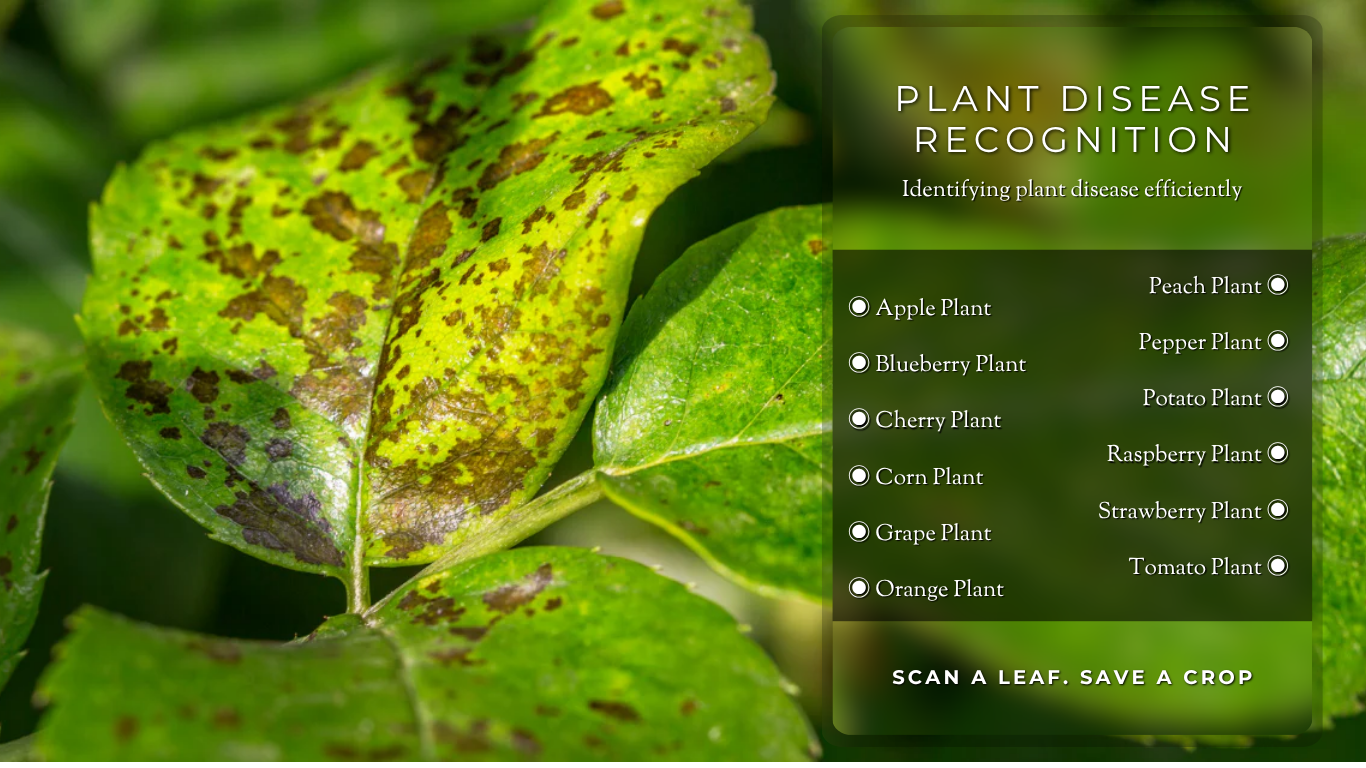 PLANT DISEASE
RECOGNITION
Identifying plant disease efficiently
Apple Plant
Blueberry Plant
Cherry Plant
Corn Plant
Grape Plant
Orange Plant
Peach Plant
Pepper Plant
Potato Plant
Raspberry Plant
Strawberry Plant
Tomato Plant
SCAN A LEAF. SAVE A CROP